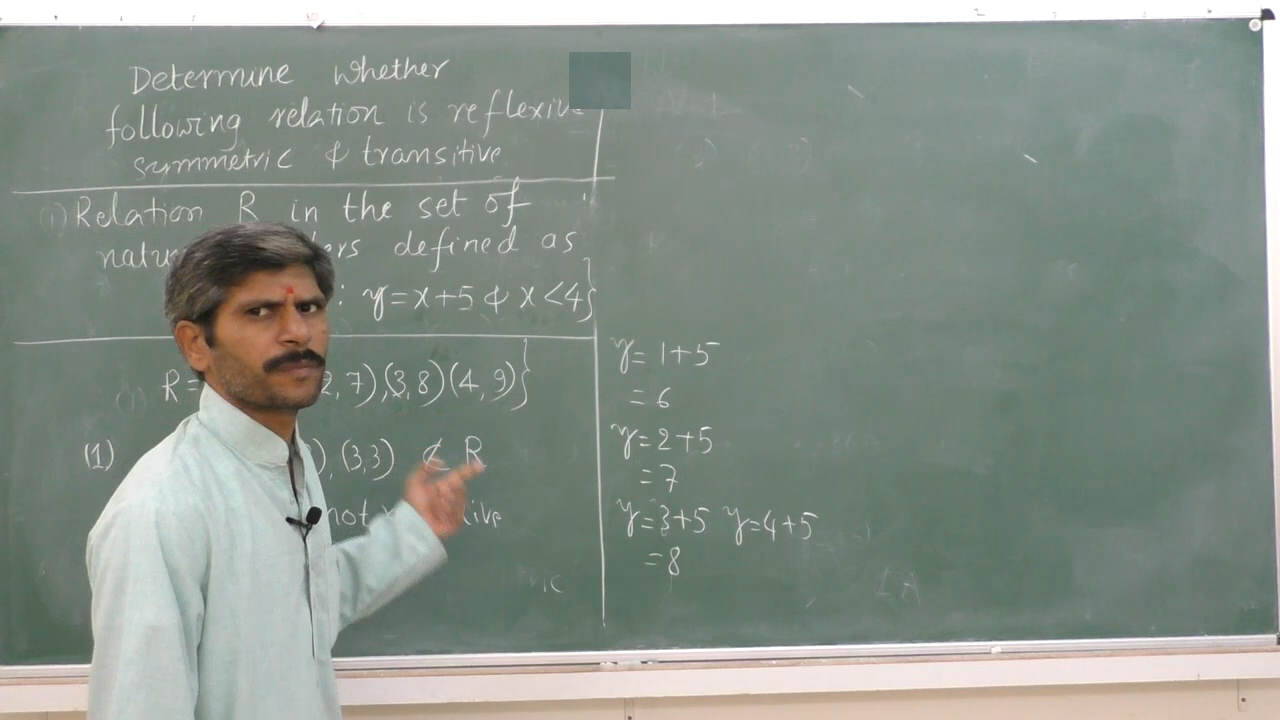 Determine whether
following relation is reflexive
symmetric & transitive
(i) Relation R in the set of
defined as
: y=x+5 & x<4}
R= 2,7),(3,8)(4,9)}
(1) ),(3,3) ⊄ R
not
y=1+5
=6
y=2+5
=7
y=3+5 y=4+5
=8